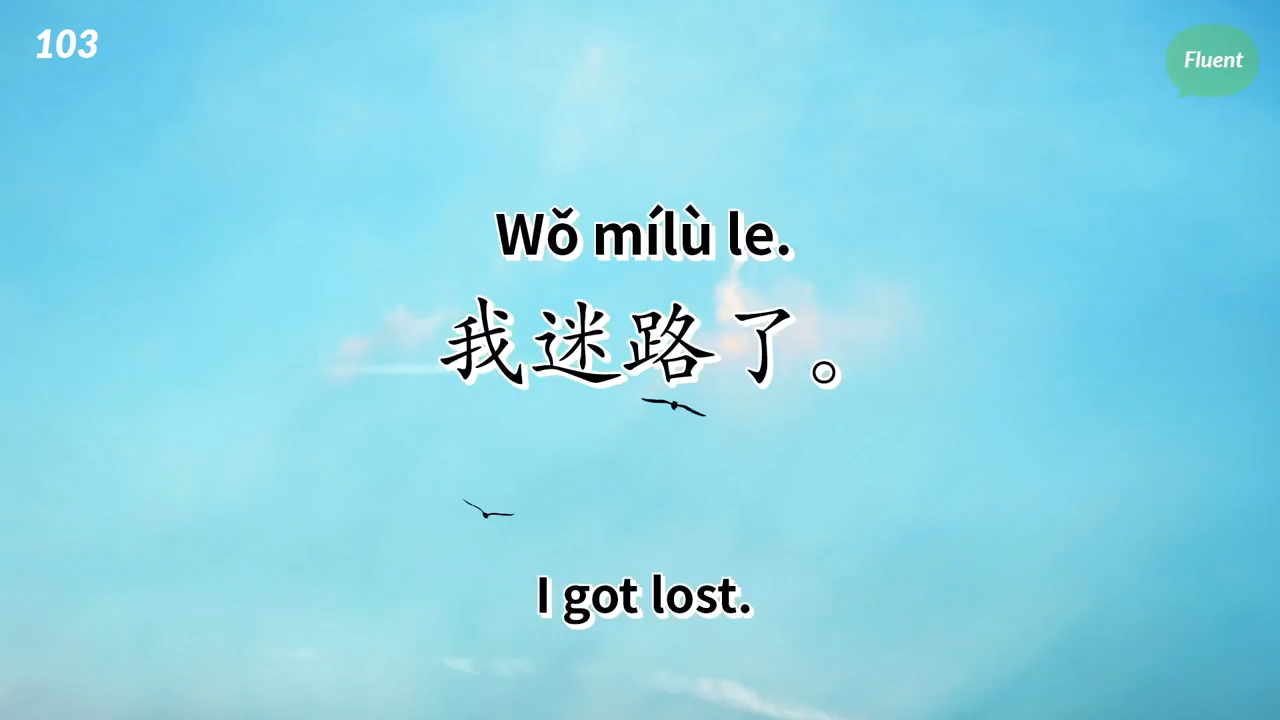 103
Fluent
Wǒ mílù le.
我迷路了。
I got lost.